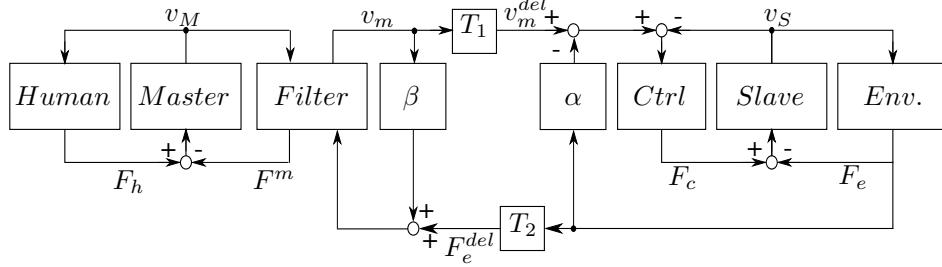 v_M v_m T_1 v_m^{del} + + - v_S
-
Human Master Filter β α Ctrl Slave Env.
+ - + -
F_h F^m F_c F_e
+
+ F_e^{del} T_2